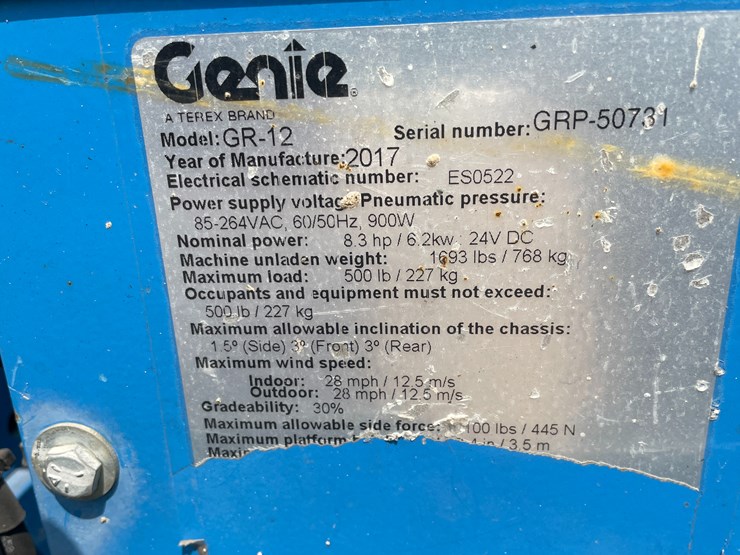 Genie
A TEREX BRAND
Model: GR-12 Serial number: GRP-50731
Year of Manufacture: 2017
Electrical schematic number: ES0522
Power supply voltage Pneumatic pressure:
85-264VAC, 60/50Hz, 900W
Nominal power: 8.3 hp / 6.2kw 24V DC
Machine unladen weight: 1693 lbs / 768 kg
Maximum load: 500 lb / 227 kg
Occupants and equipment must not exceed:
500 lb / 227 kg
Maximum allowable inclination of the chassis:
1.5º (Side) 3º (Front) 3º (Rear)
Maximum wind speed:
Indoor: 28 mph / 12.5 m/s
Outdoor: 28 mph / 12.5 m/s
Gradeability: 30%
Maximum allowable side force: 100 lbs / 445 N
Maximum platform in / 3.5 m